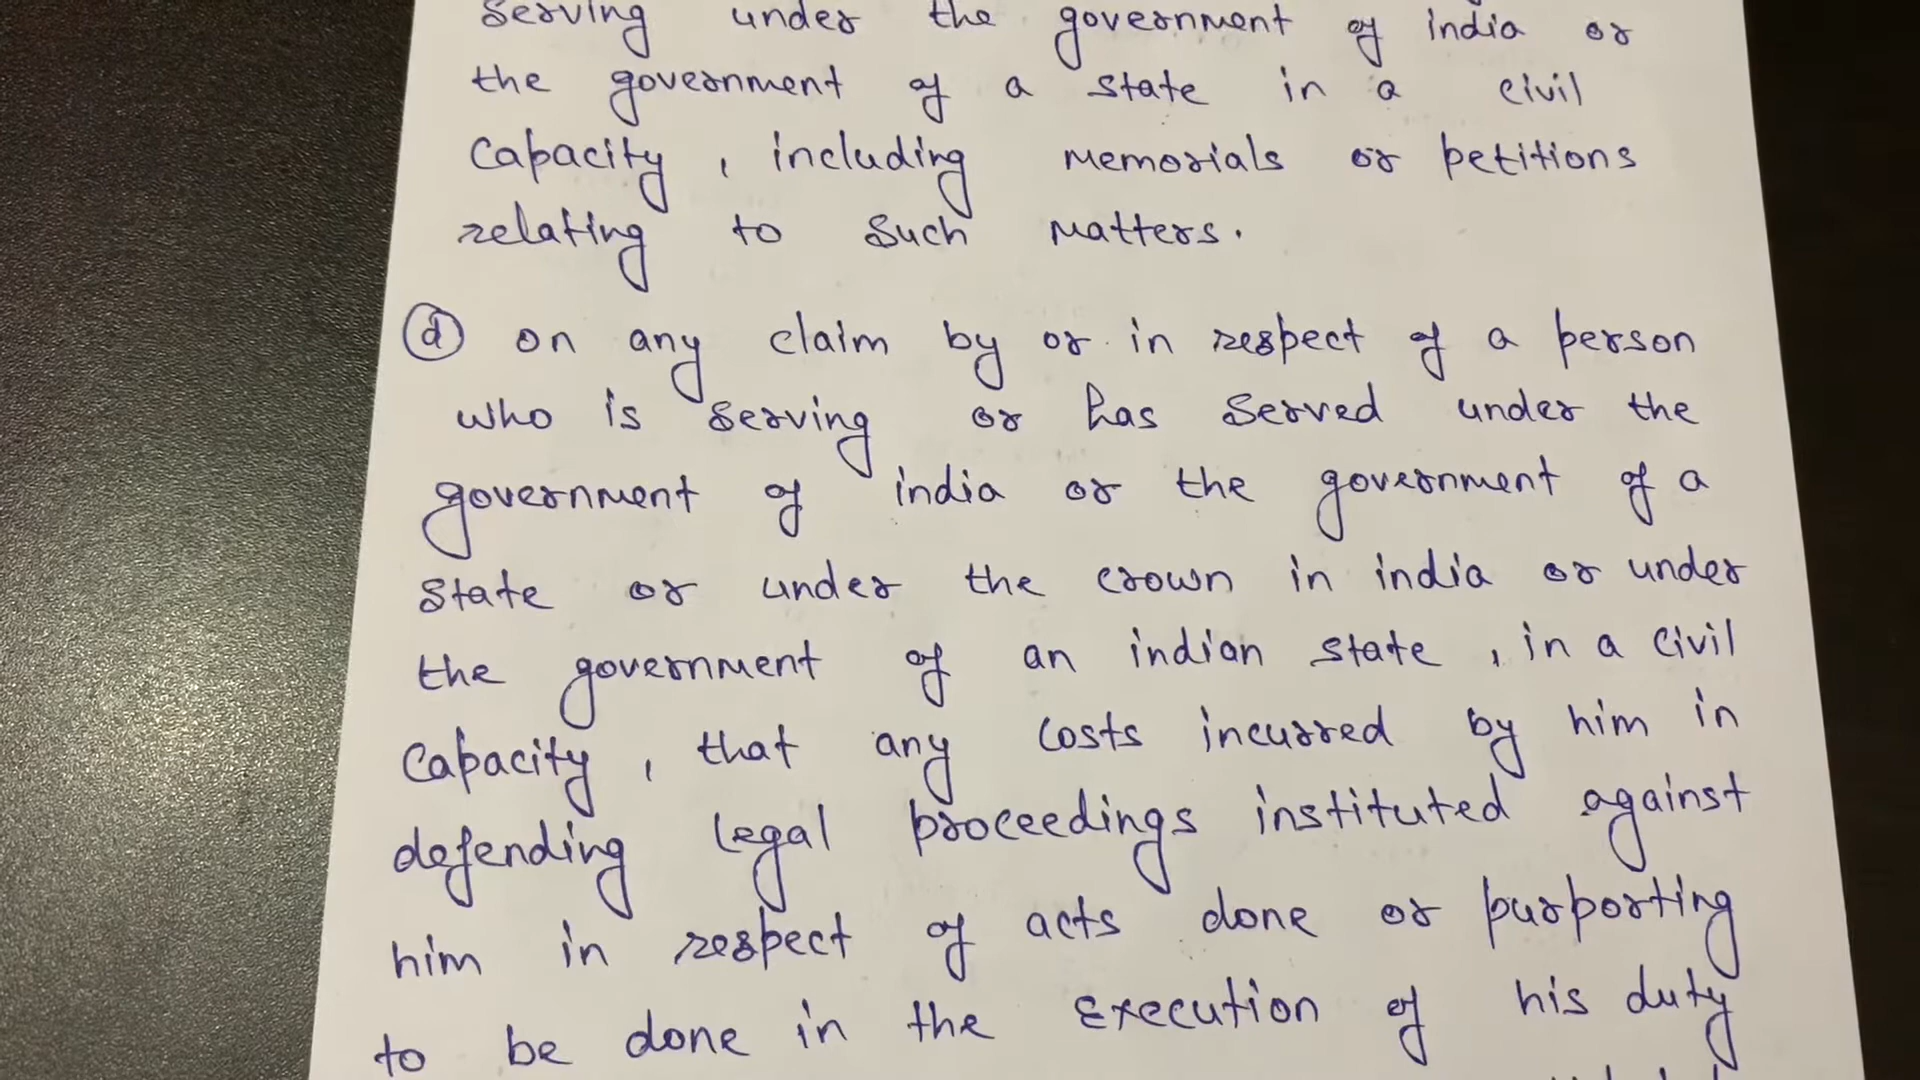 serving under the government of india or
the government of a state in a civil
capacity, including memorials or petitions
relating to such matters.
(d) on any claim by or in respect of a person
who is serving or has served under the
government of india or the government of a
state or under the crown in india or under
the government of an indian state, in a civil
capacity, that any costs incurred by him in
defending legal proceedings instituted against
him in respect of acts done or purporting
to be done in the execution of his duty